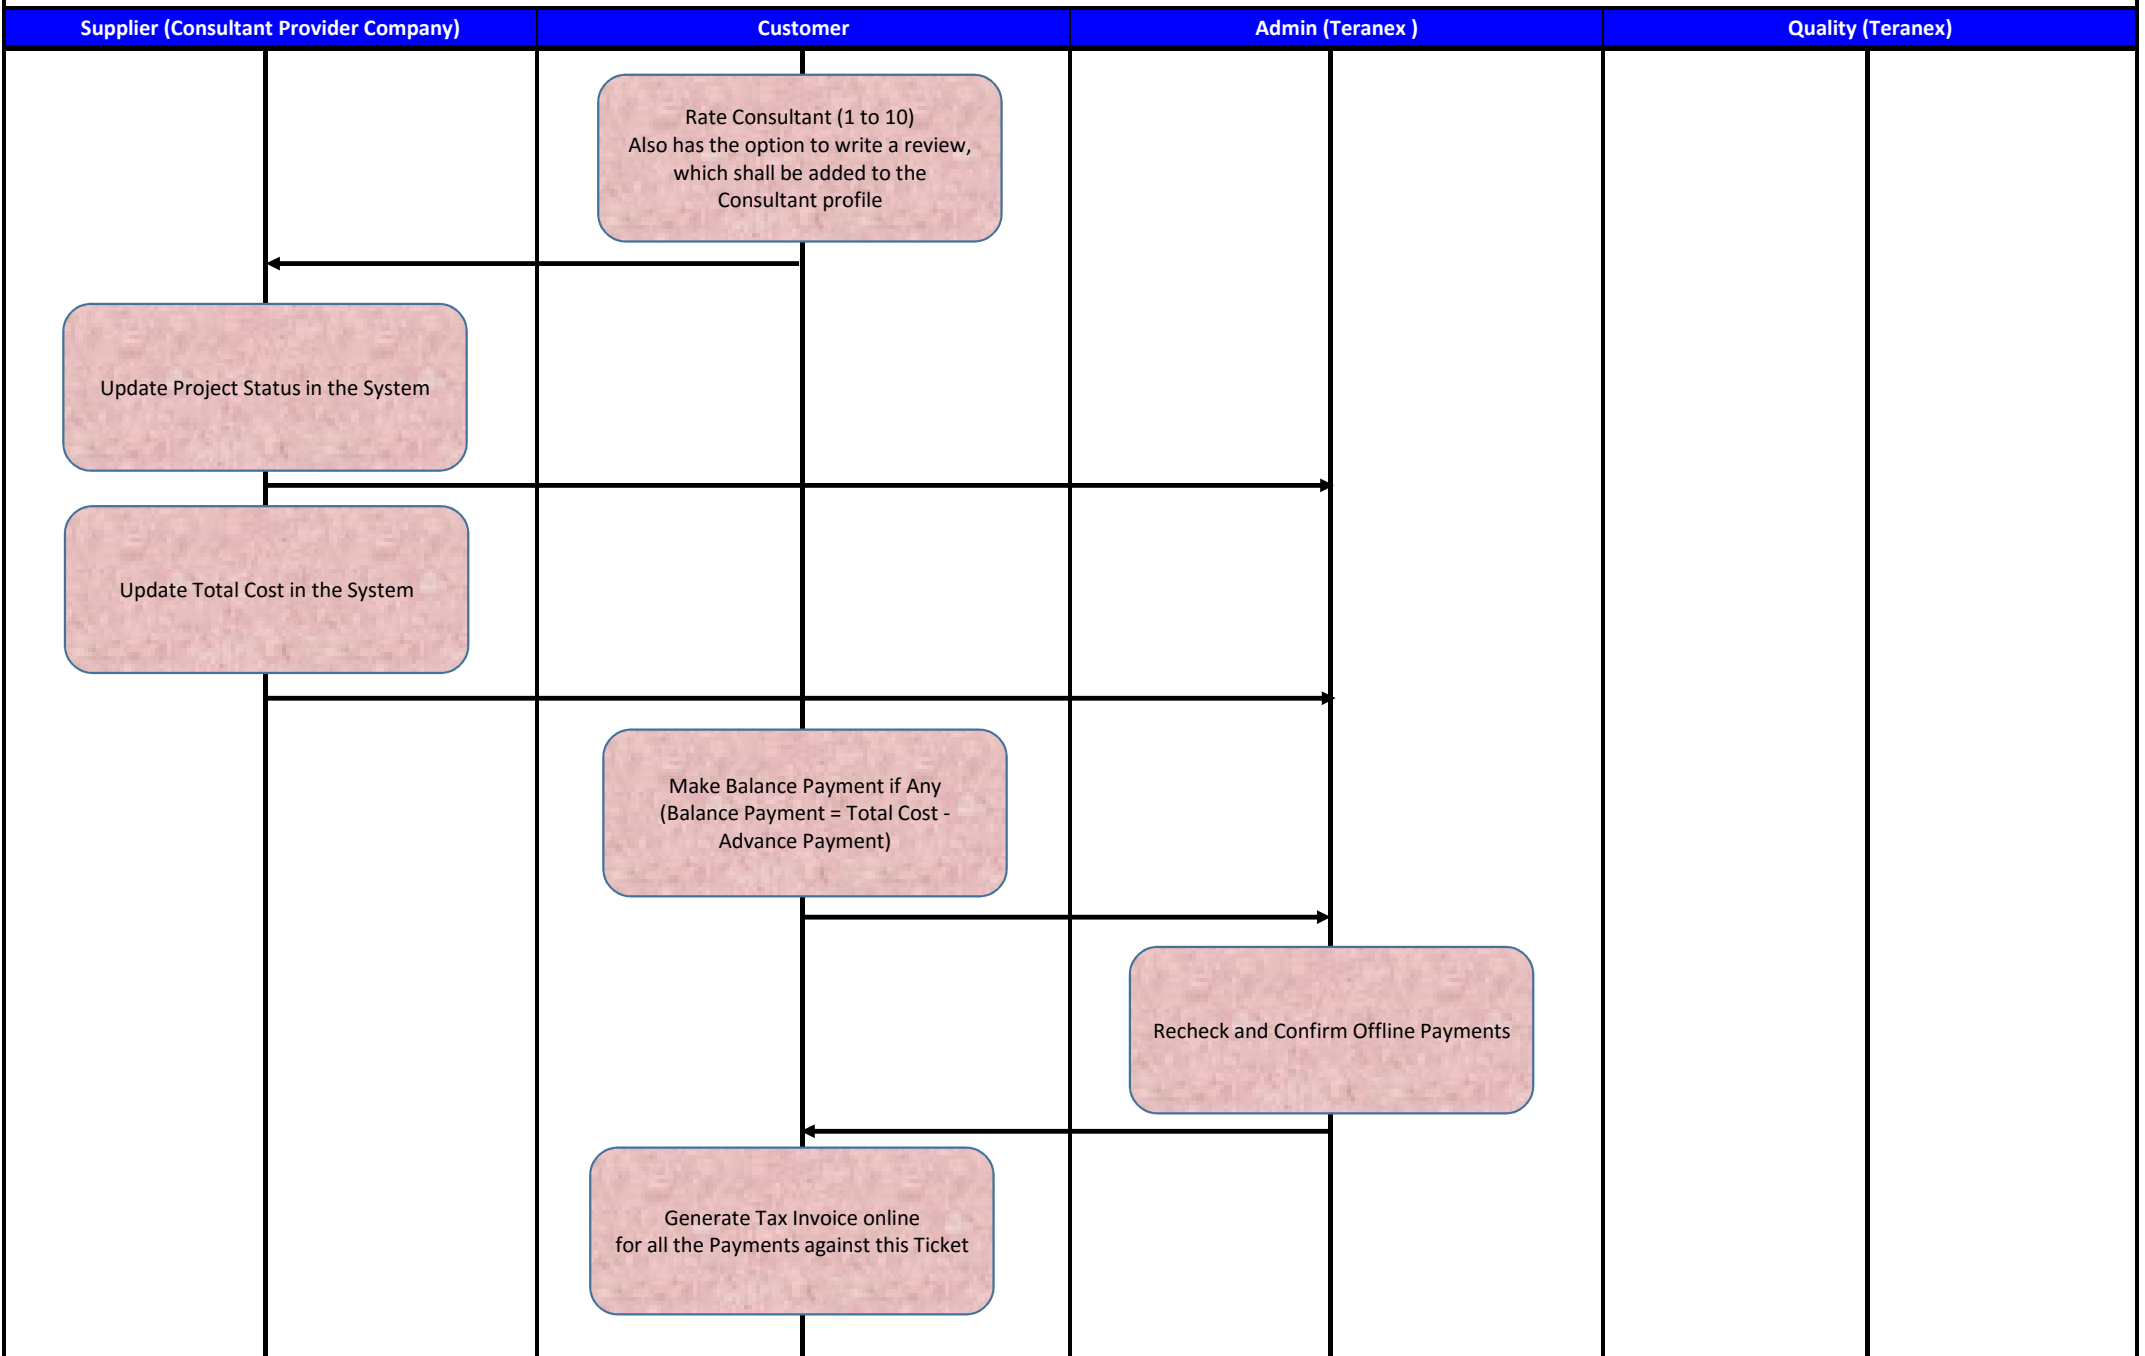 Supplier (Consultant Provider Company)
Customer
Admin (Teranex )
Quality (Teranex)
Rate Consultant (1 to 10)
Also has the option to write a review,
which shall be added to the
Consultant profile
Update Project Status in the System
Update Total Cost in the System
Make Balance Payment if Any
(Balance Payment = Total Cost -
Advance Payment)
Recheck and Confirm Offline Payments
Generate Tax Invoice online
for all the Payments against this Ticket